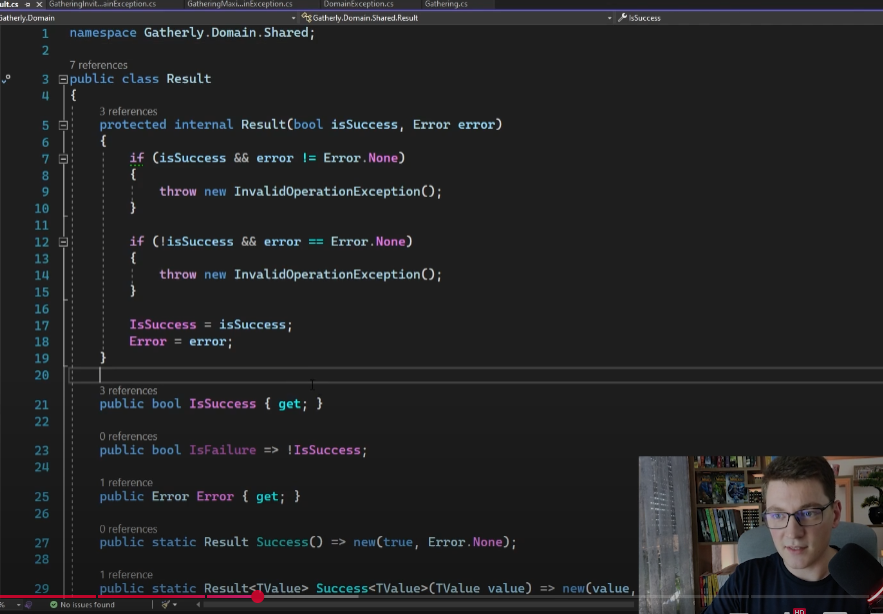 ult.cs
GatheringInvit...ainException.cs
GatheringMaxi...inException.cs
DomainException.cs
Gathering.cs
Gatherly.Domain
Gatherly.Domain.Shared.Result
IsSuccess
1 namespace Gatherly.Domain.Shared;
2
7 references
3 public class Result
4 {
3 references
5 protected internal Result(bool isSuccess, Error error)
6 {
7 if (isSuccess && error != Error.None)
8 {
9 throw new InvalidOperationException();
10 }
11
12 if (!isSuccess && error == Error.None)
13 {
14 throw new InvalidOperationException();
15 }
16
17 IsSuccess = isSuccess;
18 Error = error;
19 }
20
3 references
21 public bool IsSuccess { get; }
22
0 references
23 public bool IsFailure => !IsSuccess;
24
1 reference
25 public Error Error { get; }
26
0 references
27 public static Result Success() => new(true, Error.None);
28
1 reference
29 public static Result<TValue> Success<TValue>(TValue value) => new(value,
%
No issues found
HD